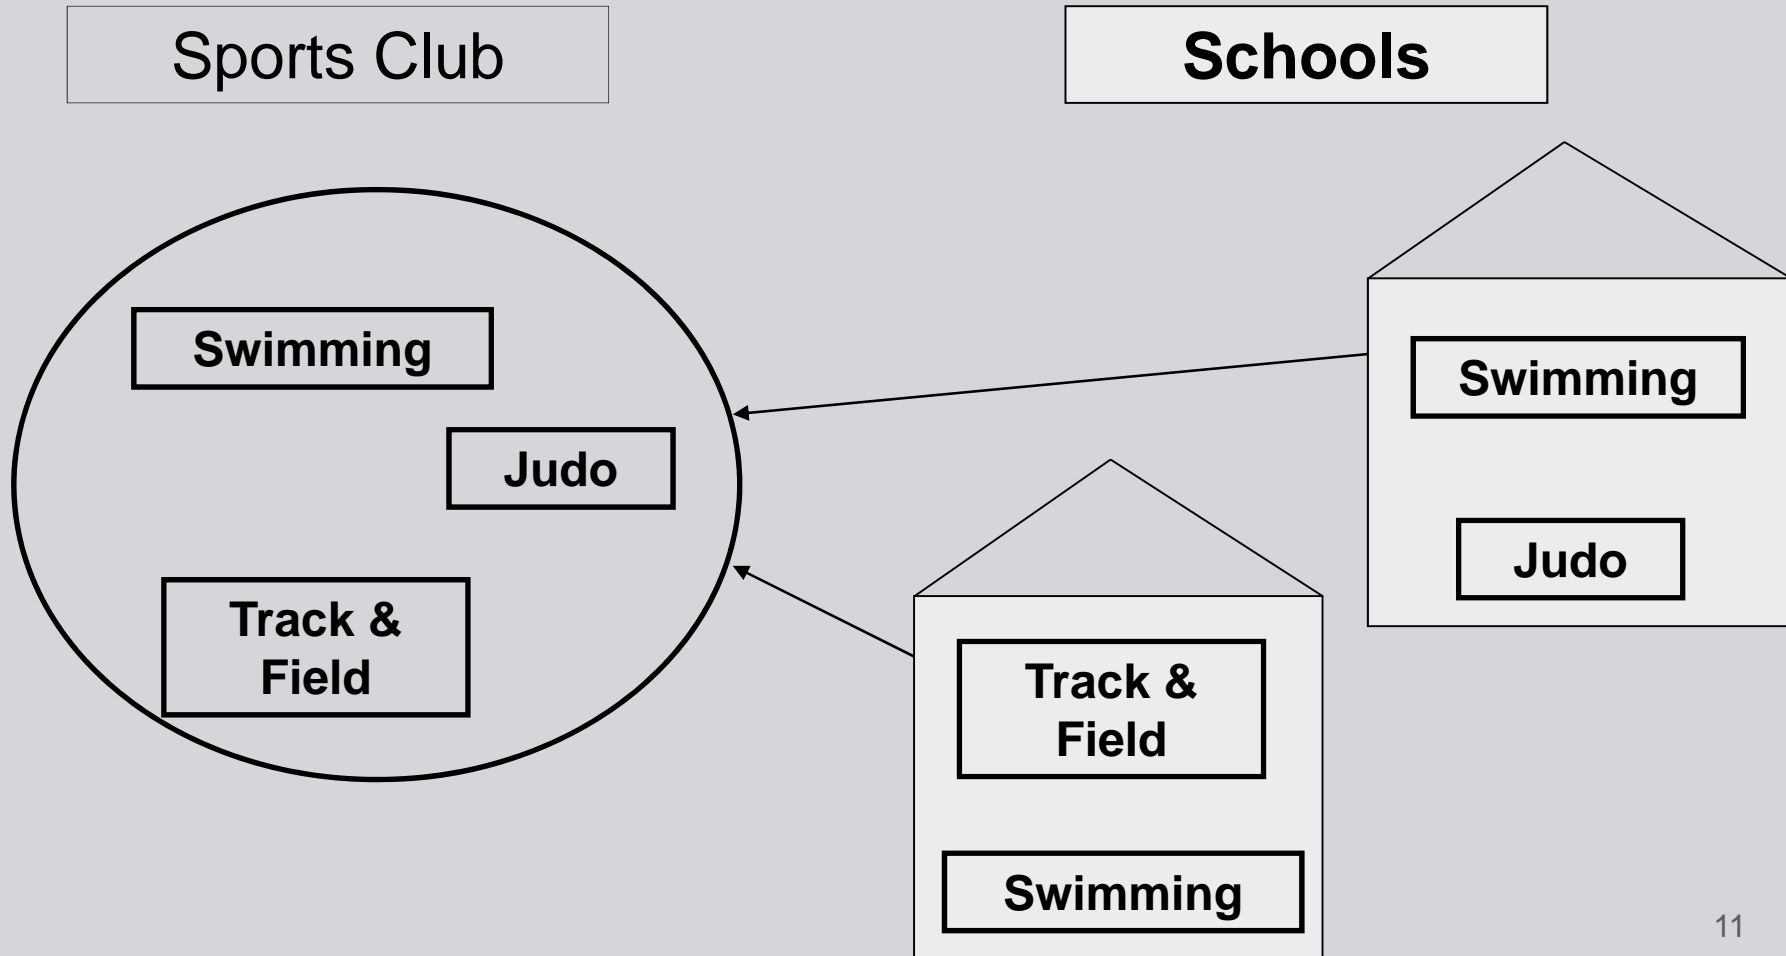 Sports Club
Schools
Swimming
Judo
Track &
Field
Swimming
Judo
Track &
Field
Swimming
11